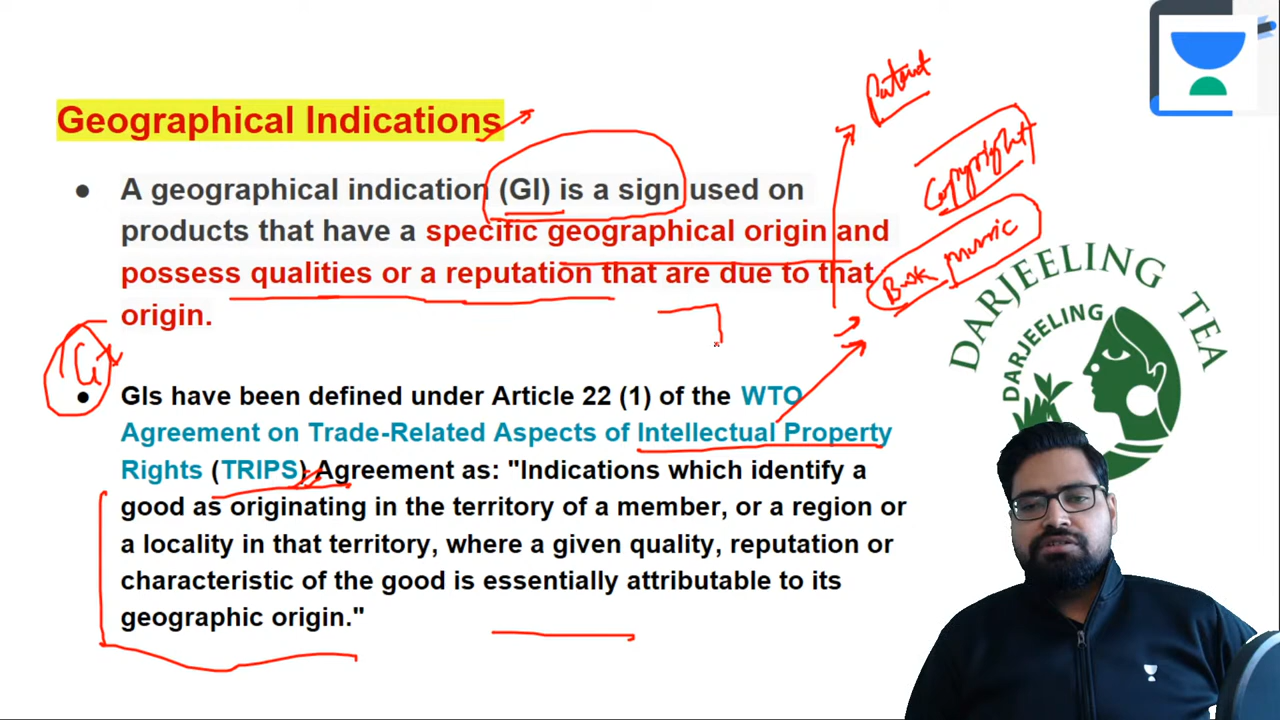 Geographical Indications
• A geographical indication (GI) is a sign used on
products that have a specific geographical origin and
possess qualities or a reputation that are due to that
origin.
GI
• GIs have been defined under Article 22 (1) of the WTO
Agreement on Trade-Related Aspects of Intellectual Property
Rights (TRIPS) Agreement as: "Indications which identify a
good as originating in the territory of a member, or a region or
a locality in that territory, where a given quality, reputation or
characteristic of the good is essentially attributable to its
geographic origin."
Patent
Copyright
Book music
DARJEELING TEA
DARJEELING